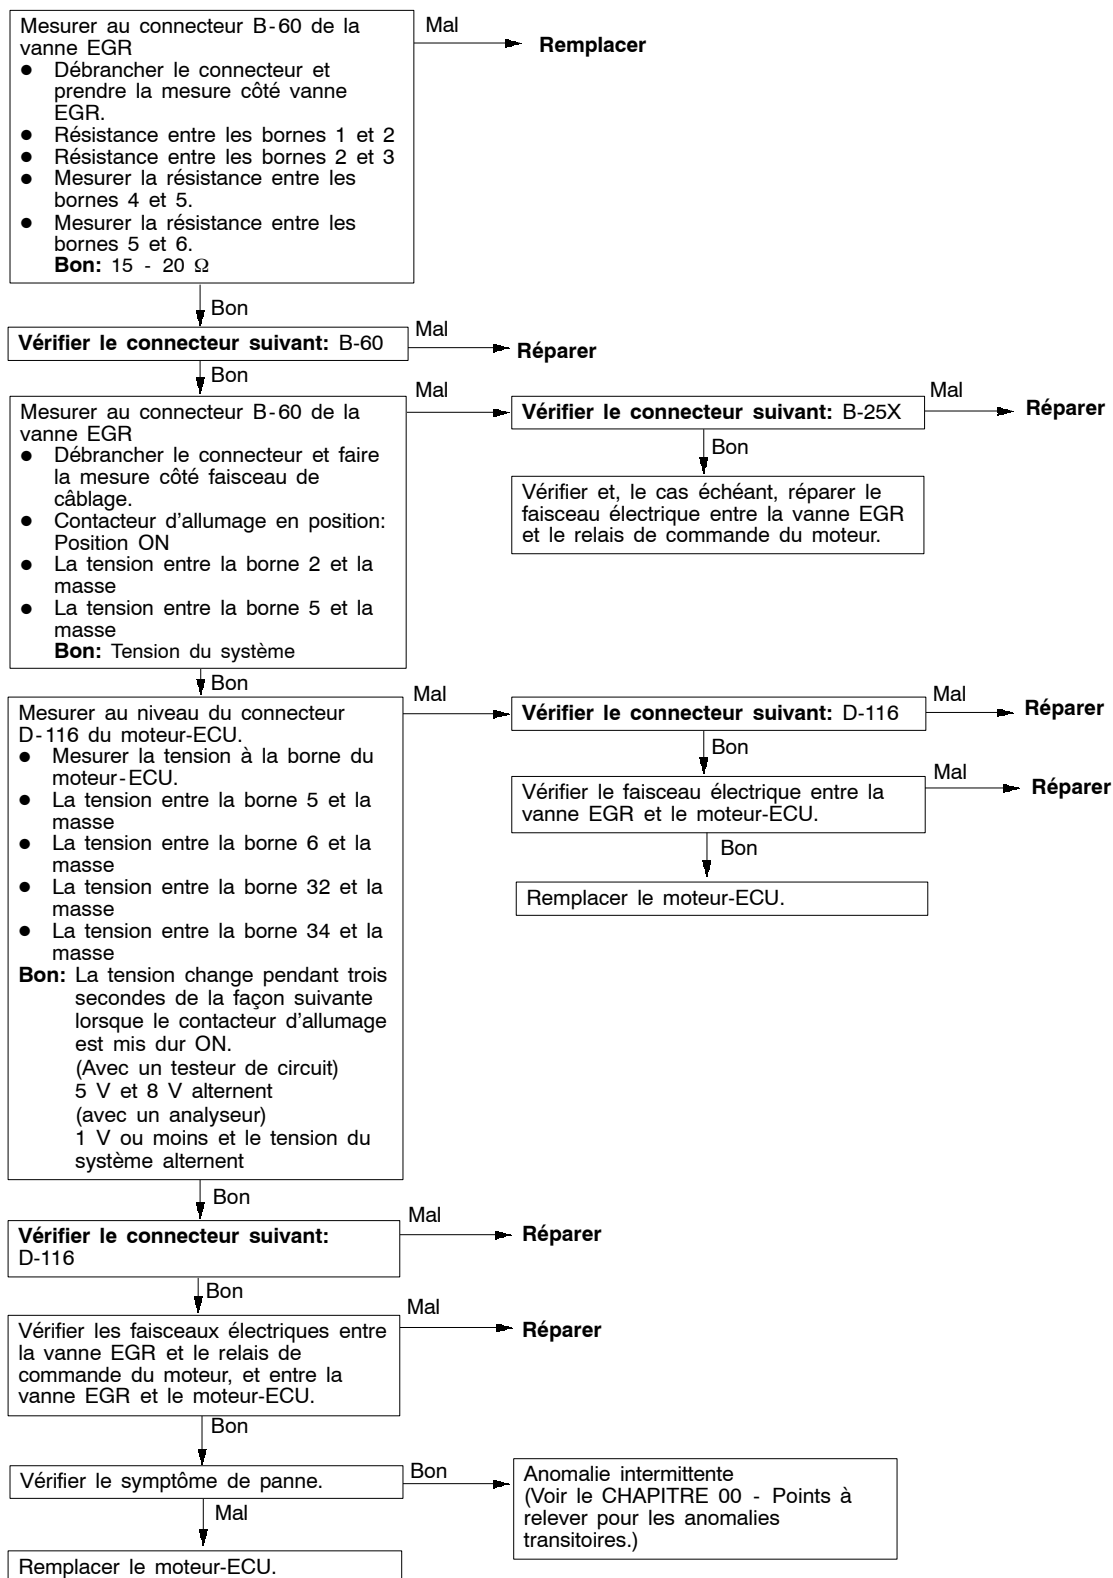 Mesurer au connecteur B-60 de la
vanne EGR
● Débrancher le connecteur et
prendre la mesure côté vanne
EGR.
● Résistance entre les bornes 1 et 2
● Résistance entre les bornes 2 et 3
● Mesurer la résistance entre les
bornes 4 et 5.
● Mesurer la résistance entre les
bornes 5 et 6.
Bon: 15 - 20 Ω
Mal
Remplacer
Bon
Vérifier le connecteur suivant: B-60
Mal
Réparer
Bon
Mesurer au connecteur B-60 de la
vanne EGR
● Débrancher le connecteur et faire
la mesure côté faisceau de
câblage.
● Contacteur d'allumage en position:
Position ON
● La tension entre la borne 2 et la
masse
● La tension entre la borne 5 et la
masse
Bon: Tension du système
Mal
Vérifier le connecteur suivant: B-25X
Mal
Réparer
Bon
Vérifier et, le cas échéant, réparer le
faisceau électrique entre la vanne EGR
et le relais de commande du moteur.
Bon
Mesurer au niveau du connecteur
D-116 du moteur-ECU.
● Mesurer la tension à la borne du
moteur-ECU.
● La tension entre la borne 5 et la
masse
● La tension entre la borne 6 et la
masse
● La tension entre la borne 32 et la
masse
● La tension entre la borne 34 et la
masse
Bon: La tension change pendant trois
secondes de la façon suivante
lorsque le contacteur d'allumage
est mis dur ON.
(Avec un testeur de circuit)
5 V et 8 V alternent
(avec un analyseur)
1 V ou moins et le tension du
système alternent
Mal
Vérifier le connecteur suivant: D-116
Mal
Réparer
Bon
Vérifier le faisceau électrique entre la
vanne EGR et le moteur-ECU.
Mal
Réparer
Bon
Remplacer le moteur-ECU.
Bon
Vérifier le connecteur suivant:
D-116
Mal
Réparer
Bon
Vérifier les faisceaux électriques entre
la vanne EGR et le relais de
commande du moteur, et entre la
vanne EGR et le moteur-ECU.
Mal
Réparer
Bon
Vérifier le symptôme de panne.
Bon
Anomalie intermittente
(Voir le CHAPITRE 00 - Points à
relever pour les anomalies
transitoires.)
Mal
Remplacer le moteur-ECU.